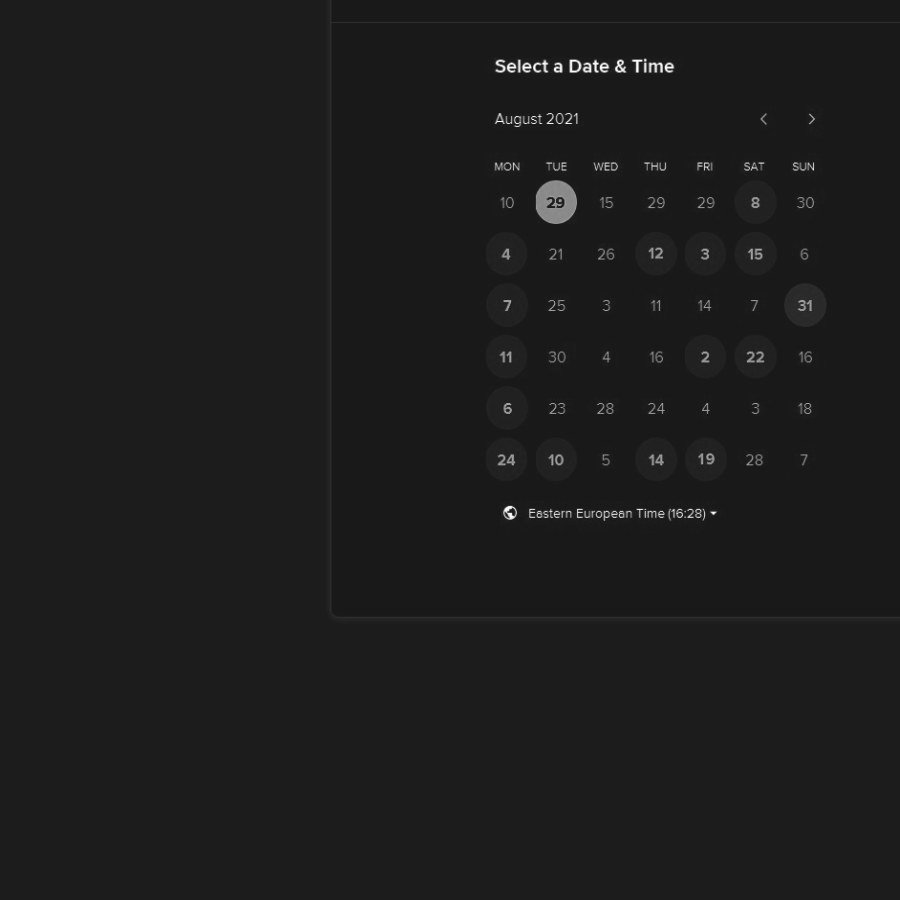 Select a Date & Time
August 2021
MON TUE WED THU FRI SAT SUN
10 29 15 29 29 8 30
4 21 26 12 3 15 6
7 25 3 11 14 7 31
11 30 4 16 2 22 16
6 23 28 24 4 3 18
24 10 5 14 19 28 7
Eastern European Time (16:28)